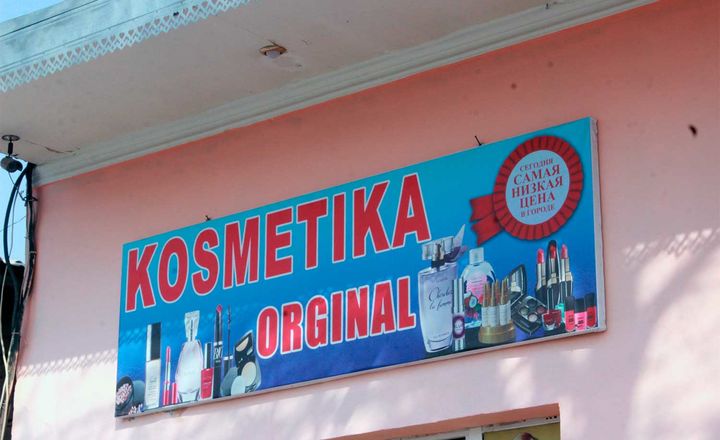 KOSMETIKA
ORGINAL
СЕГОДНЯ
САМАЯ
НИЗКАЯ
ЦЕНА
В ГОРОДЕ